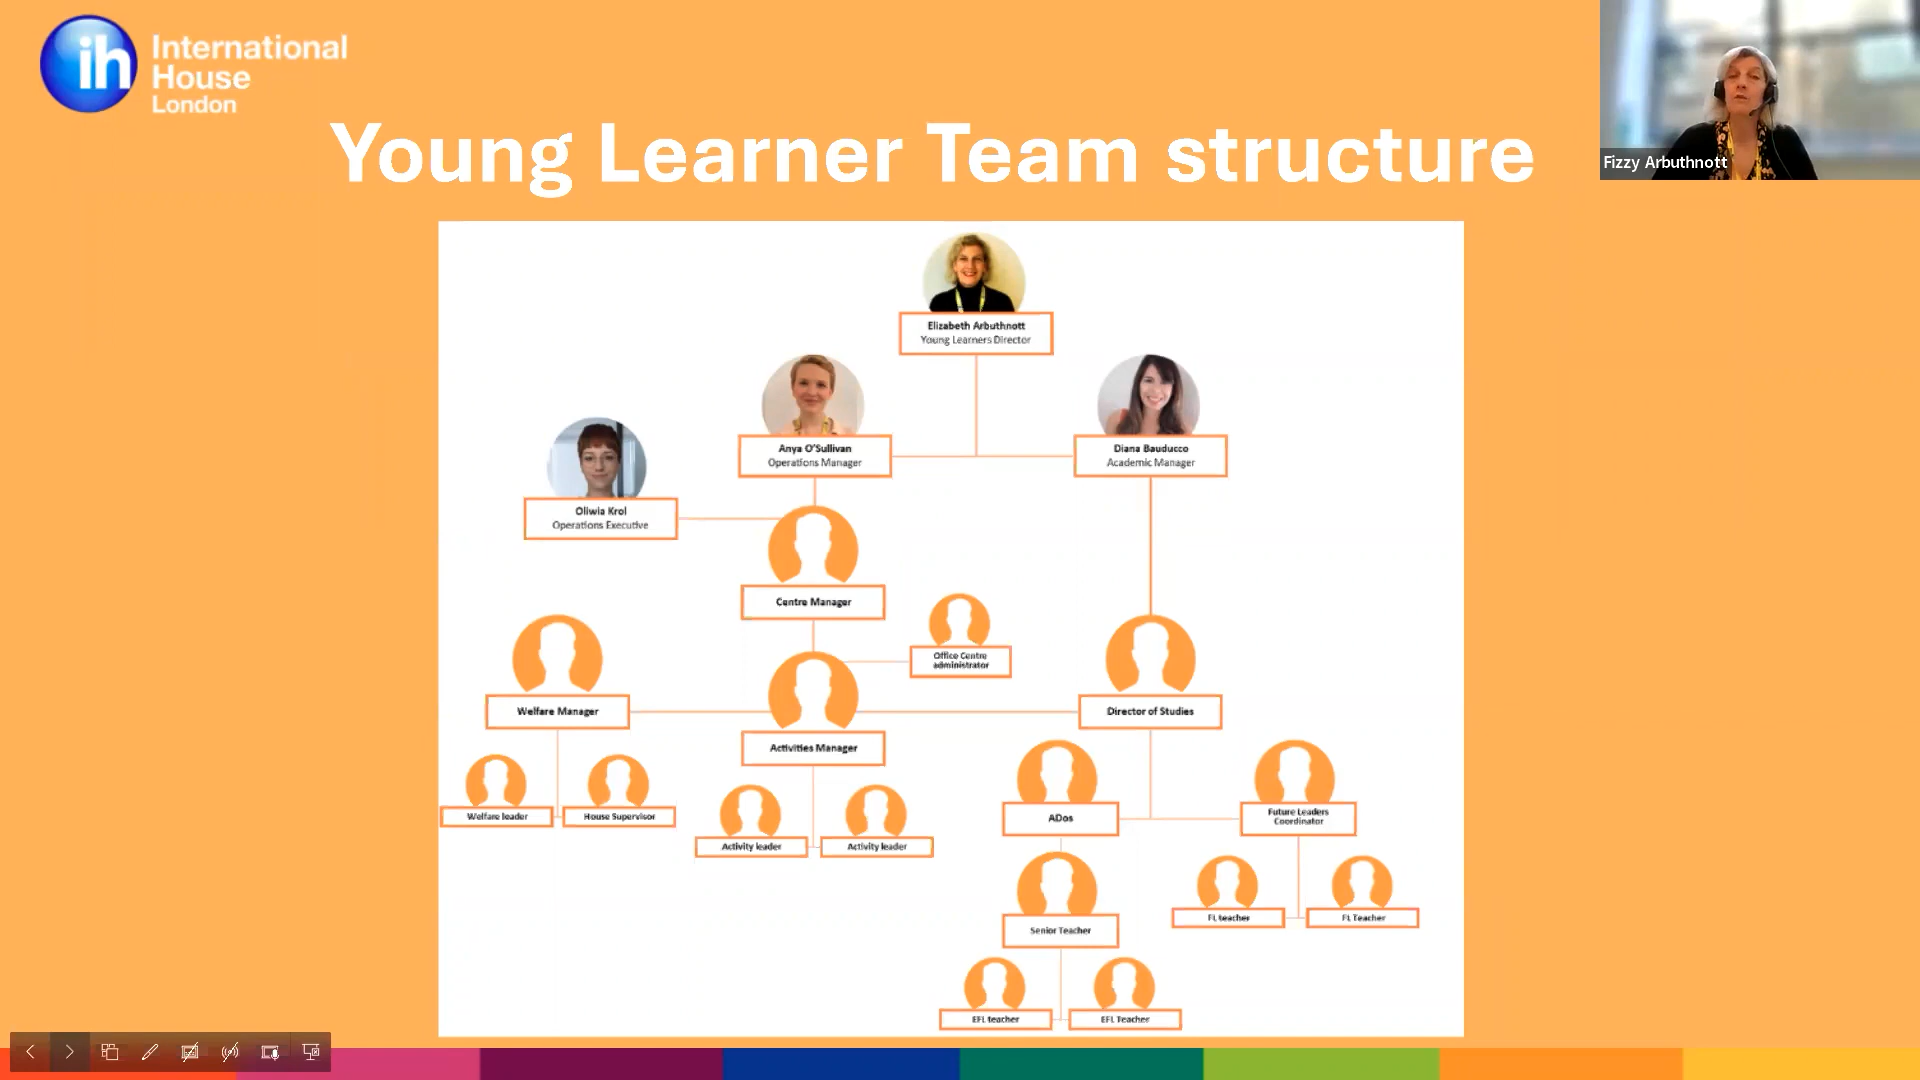 ih
International
House
London
Young Learner Team structure
Fizzy Arbuthnott
Elizabeth Arbuthnott
Young Learners Director
Anya O'Sullivan
Operations Manager
Diana Bauducco
Academic Manager
Oliwia Krol
Operations Executive
Centre Manager
Office Centre
administrator
Welfare Manager
Director of Studies
Activities Manager
Welfare leader
House Supervisor
ADos
Future Leaders
Coordinator
Activity leader
Activity leader
FL teacher
FL Teacher
Senior Teacher
EFL teacher
EFL Teacher